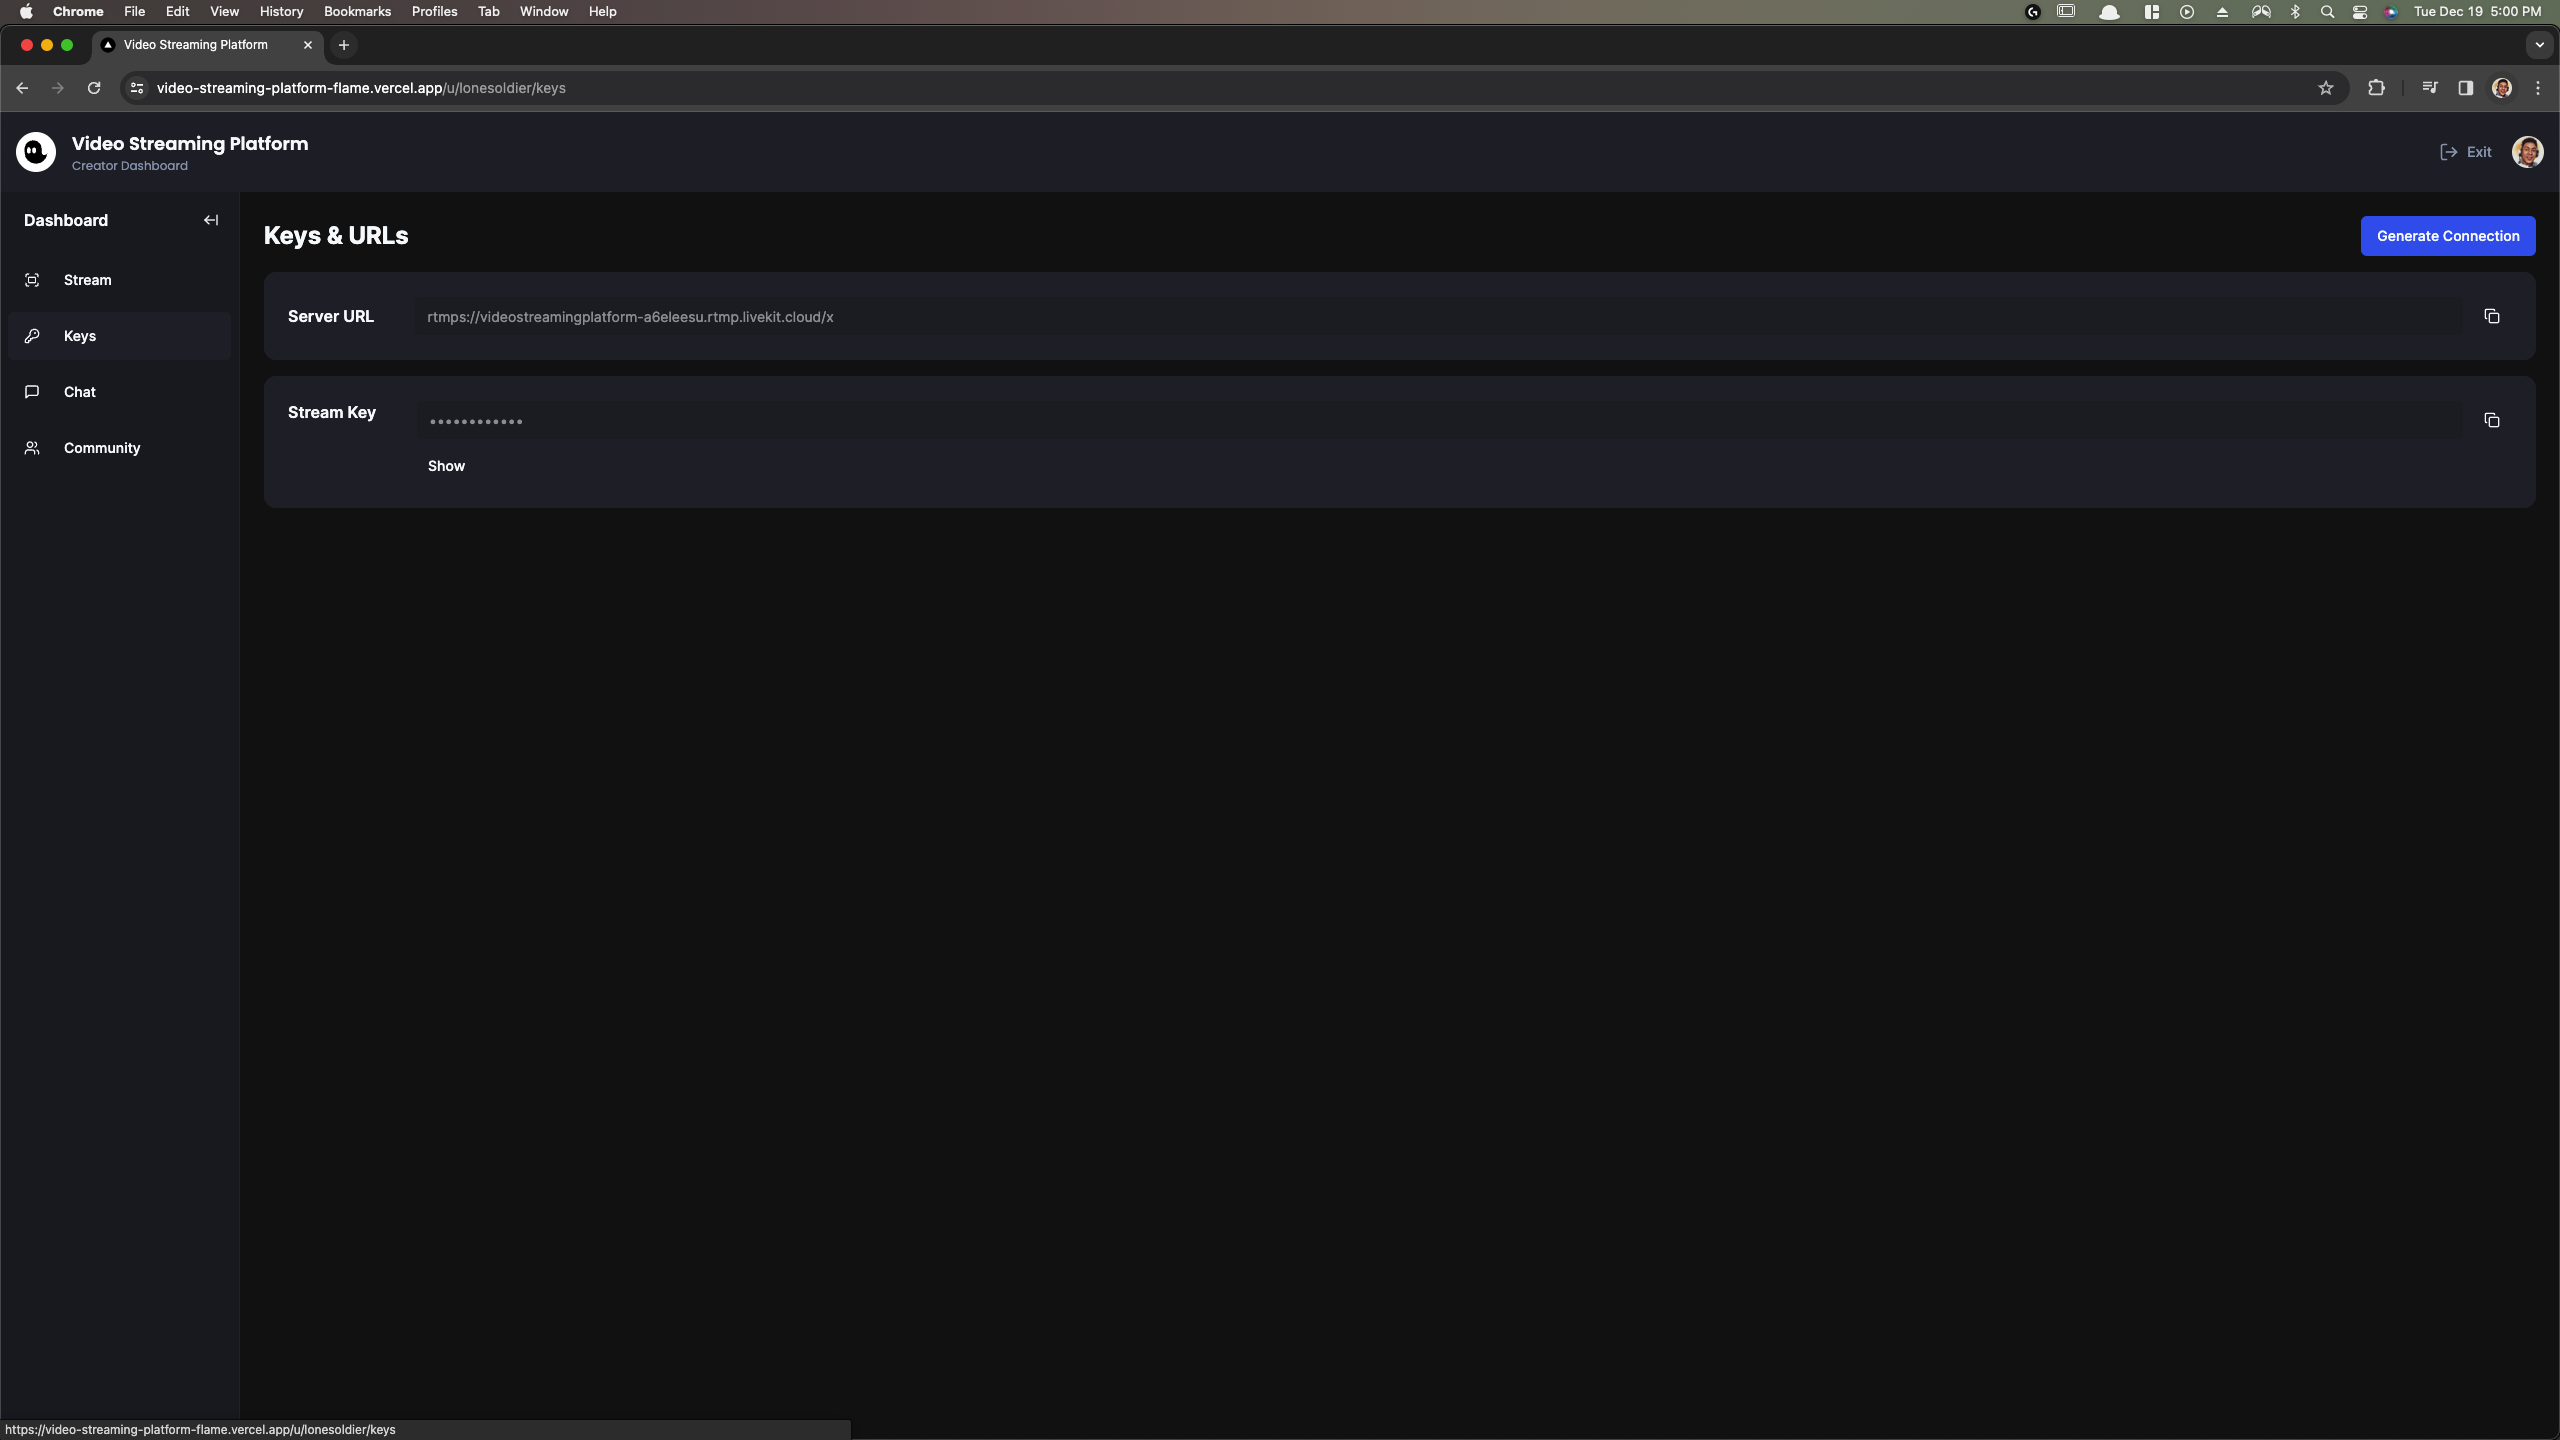 Chrome File Edit View History Bookmarks Profiles Tab Window Help Tue Dec 19 5:00 PM
Video Streaming Platform
video-streaming-platform-flame.vercel.app/u/lonesoldier/keys
Video Streaming Platform
Creator Dashboard
Exit
Dashboard
Stream
Keys
Chat
Community
Keys & URLs
Generate Connection
Server URL rtmps://videostreamingplatform-a6eleesu.rtmp.livekit.cloud/x
Stream Key ••••••••••••
Show
https://video-streaming-platform-flame.vercel.app/u/lonesoldier/keys